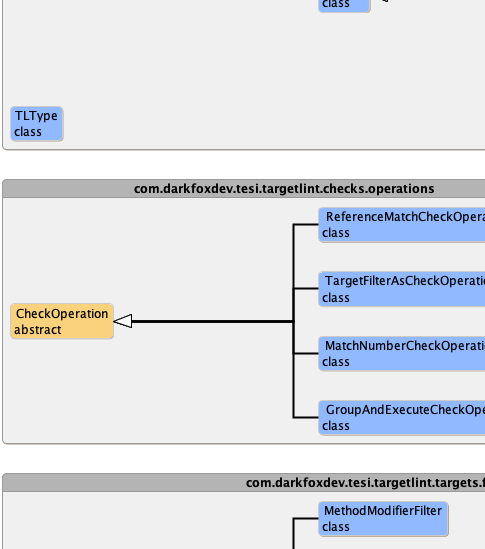 class
TLType
class
com.darkfoxdev.tesi.targetlint.checks.operations
ReferenceMatchCheckOpera
class
TargetFilterAsCheckOperatio
class
CheckOperation
abstract
MatchNumberCheckOperati
class
GroupAndExecuteCheckOpe
class
com.darkfoxdev.tesi.targetlint.targets.f
MethodModifierFilter
class